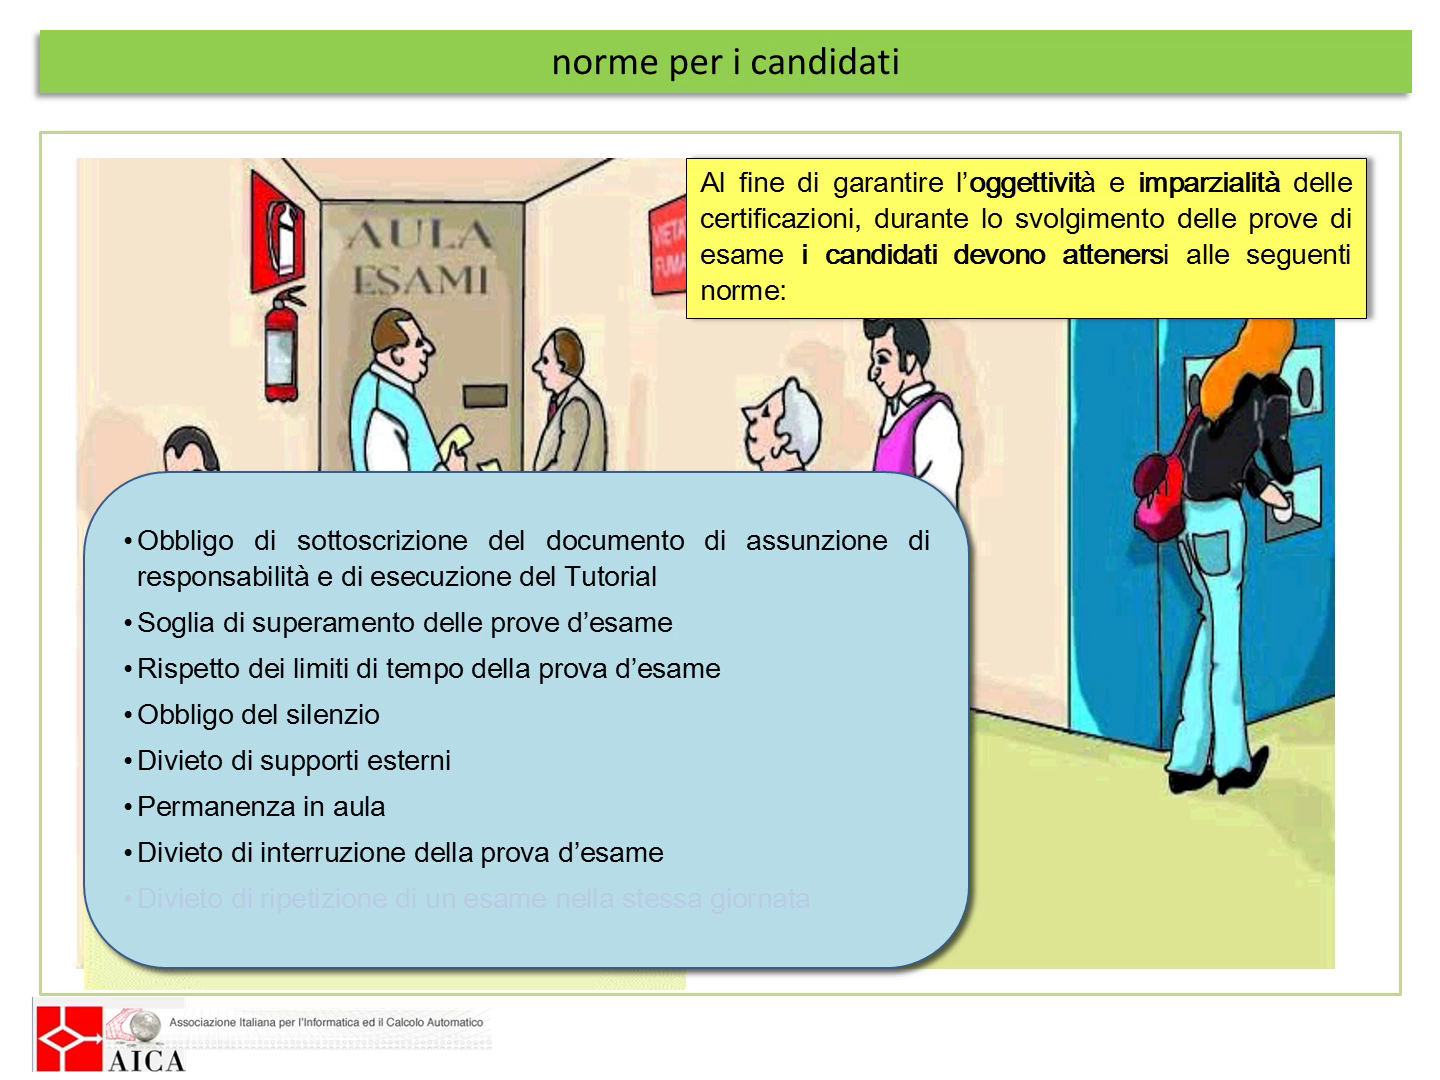 norme per i candidati
AULA
ESAMI
Al fine di garantire l’oggettività e imparzialità delle
certificazioni, durante lo svolgimento delle prove di
esame i candidati devono attenersi alle seguenti
norme:
VIETA
FUMA
•Obbligo di sottoscrizione del documento di assunzione di
responsabilità e di esecuzione del Tutorial
•Soglia di superamento delle prove d’esame
•Rispetto dei limiti di tempo della prova d’esame
•Obbligo del silenzio
•Divieto di supporti esterni
•Permanenza in aula
•Divieto di interruzione della prova d’esame
•Divieto di ripetizione di un esame nella stessa giornata
Associazione Italiana per l'Informatica ed il Calcolo Automatico
AICA